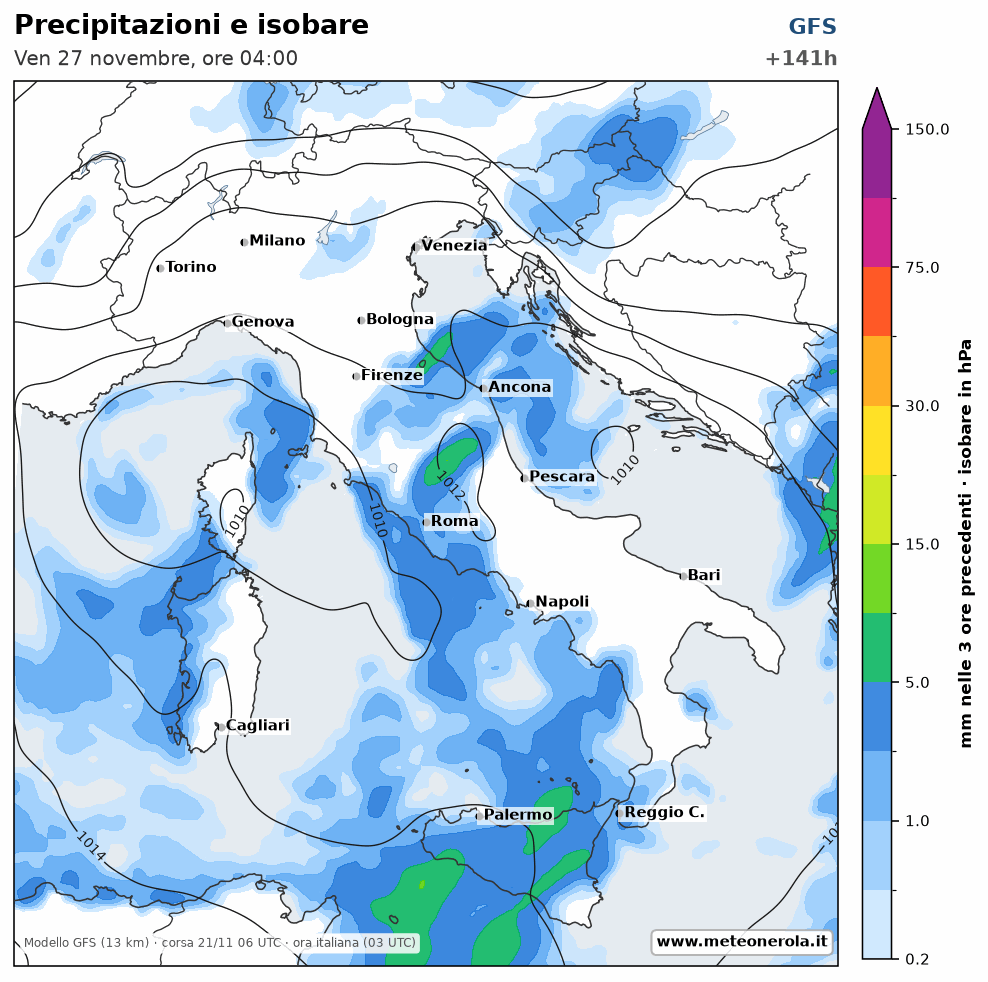 Precipitazioni e isobare
GFS
Ven 27 novembre, ore 04:00
+141h
150.0
75.0
30.0
15.0
5.0
1.0
0.2
mm nelle 3 ore precedenti · isobare in hPa
Milano
Venezia
Torino
Genova
Bologna
Firenze
Ancona
1010
1012
Pescara
1010
1010
Roma
Bari
Napoli
Cagliari
Palermo
Reggio C.
1014
Modello GFS (13 km) · corsa 21/11 06 UTC · ora italiana (03 UTC)
www.meteonerola.it